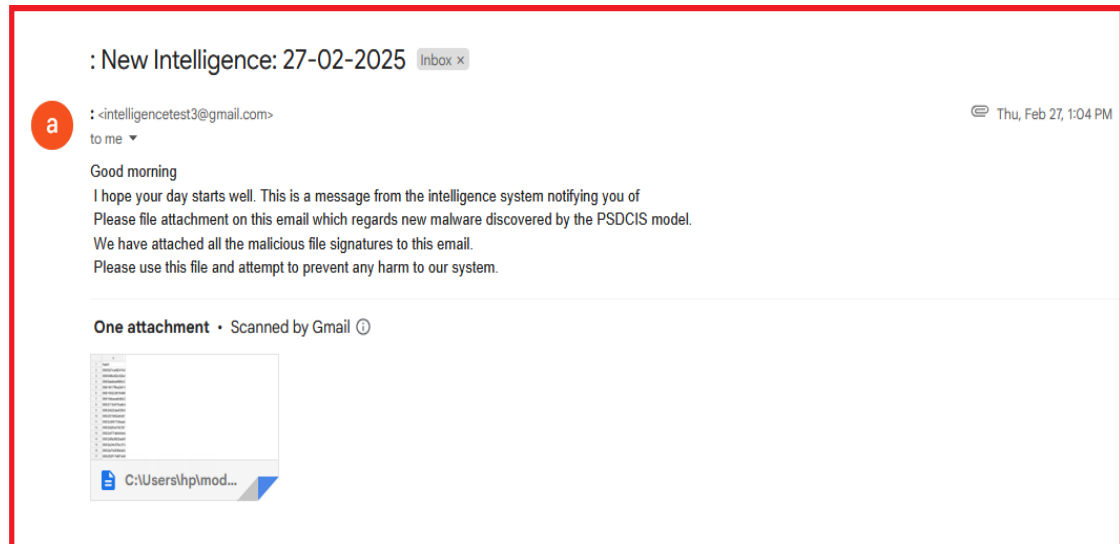 : New Intelligence: 27-02-2025 Inbox ×
: <intelligencetest3@gmail.com>
Thu, Feb 27, 1:04 PM
a
to me
Good morning
I hope your day starts well. This is a message from the intelligence system notifying you of
Please file attachment on this email which regards new malware discovered by the PSDCIS model.
We have attached all the malicious file signatures to this email.
Please use this file and attempt to prevent any harm to our system.
One attachment • Scanned by Gmail
C:\Users\hp\mod...